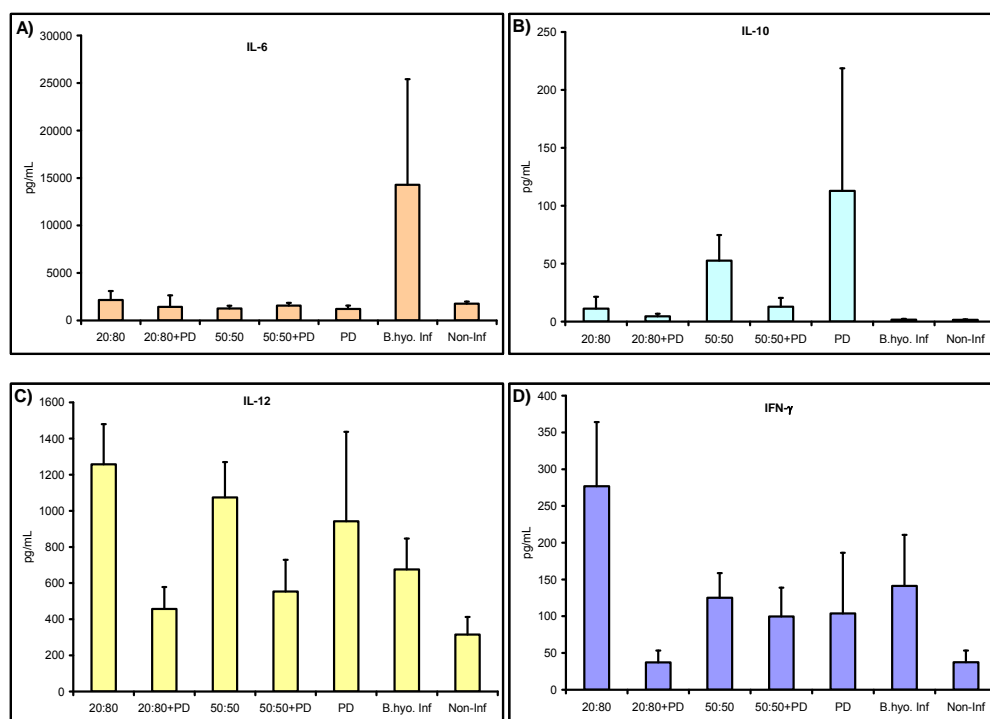 A)
IL-6
30000
25000
20000
15000
10000
5000
0
pg/mL
20:80 20:80+PD 50:50 50:50+PD PD B.hyo. Inf Non-Inf
B)
IL-10
250
200
150
100
50
0
pg/mL
20:80 20:80+PD 50:50 50:50+PD PD B.hyo. Inf Non-Inf
C)
IL-12
1600
1400
1200
1000
800
600
400
200
0
pg/mL
20:80 20:80+PD 50:50 50:50+PD PD B.hyo. Inf Non-Inf
D)
IFN-γ
400
350
300
250
200
150
100
50
0
pg/mL
20:80 20:80+PD 50:50 50:50+PD PD B.hyo. Inf Non-Inf